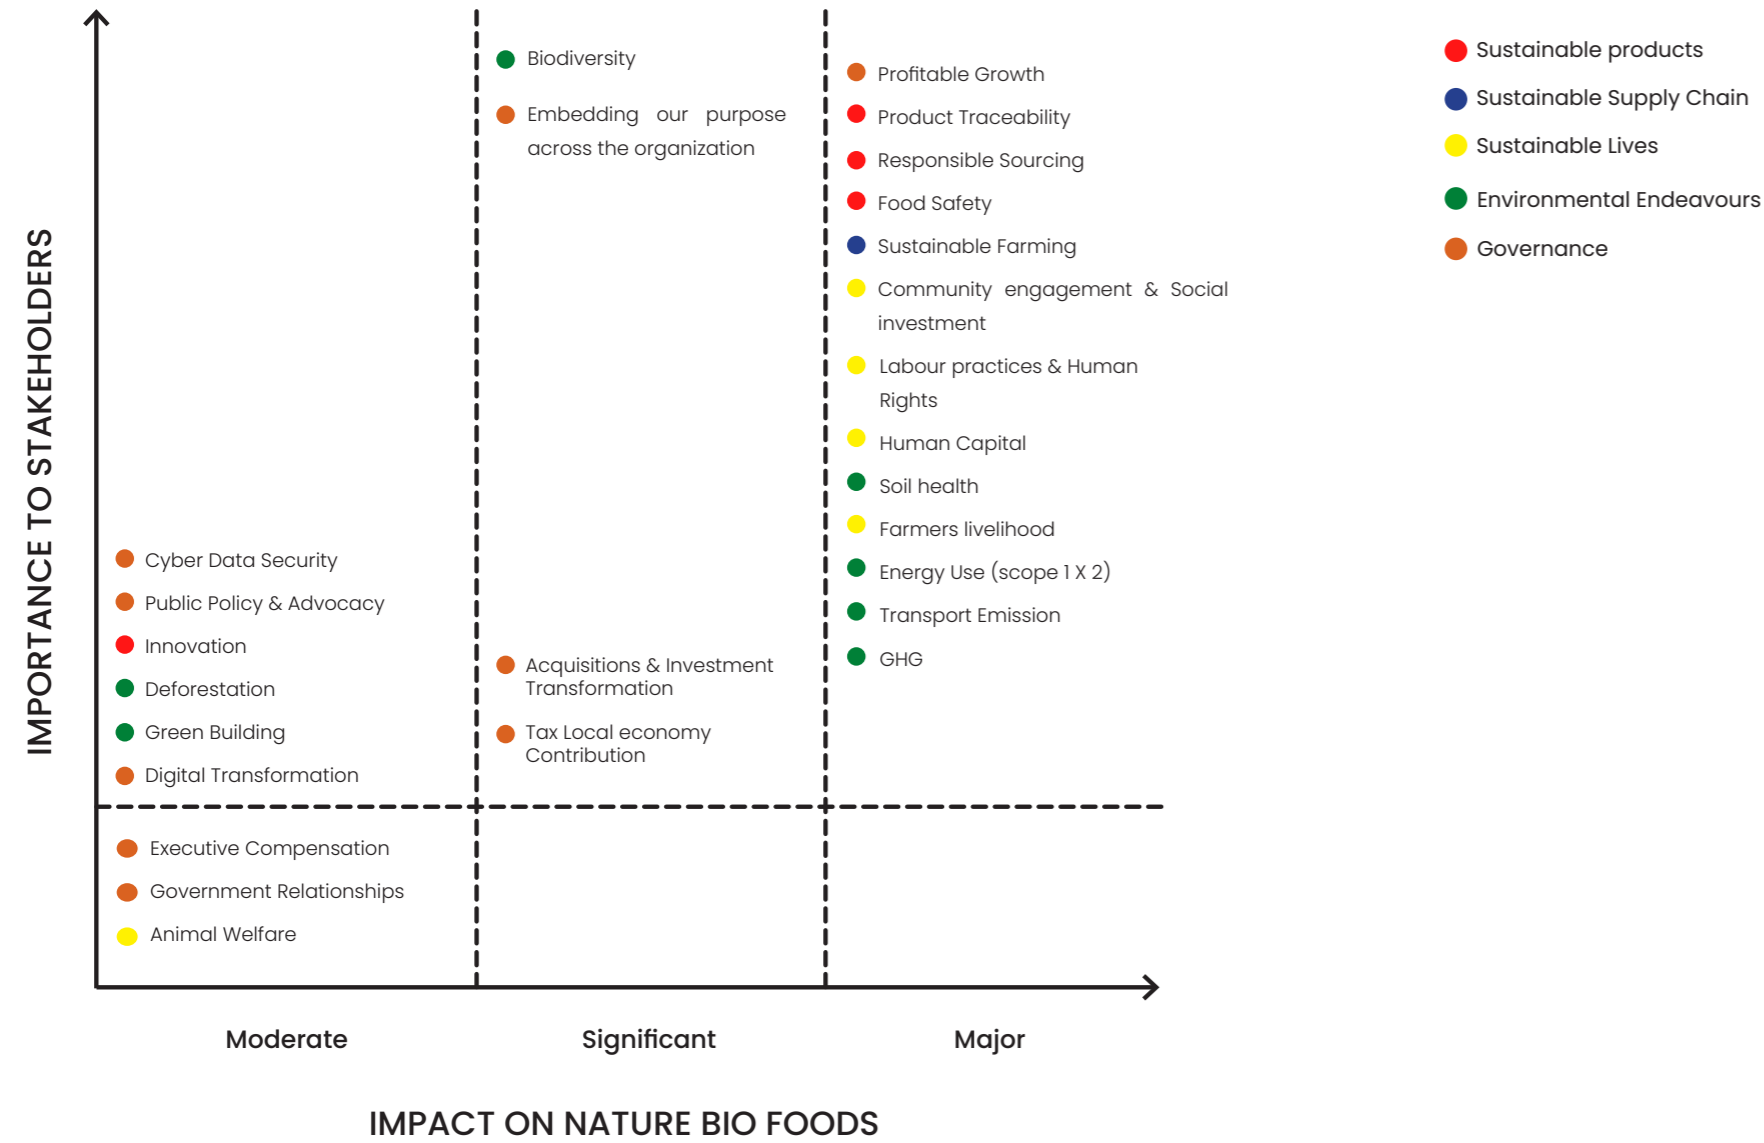 IMPORTANCE TO STAKEHOLDERS
Cyber Data Security
Public Policy & Advocacy
Innovation
Deforestation
Green Building
Digital Transformation
Executive Compensation
Government Relationships
Animal Welfare
Biodiversity
Embedding our purpose
across the organization
Acquisitions & Investment
Transformation
Tax Local economy
Contribution
Profitable Growth
Product Traceability
Responsible Sourcing
Food Safety
Sustainable Farming
Community engagement & Social
investment
Labour practices & Human
Rights
Human Capital
Soil health
Farmers livelihood
Energy Use (scope 1 X 2)
Transport Emission
GHG
Sustainable products
Sustainable Supply Chain
Sustainable Lives
Environmental Endeavours
Governance
Moderate
Significant
Major
IMPACT ON NATURE BIO FOODS